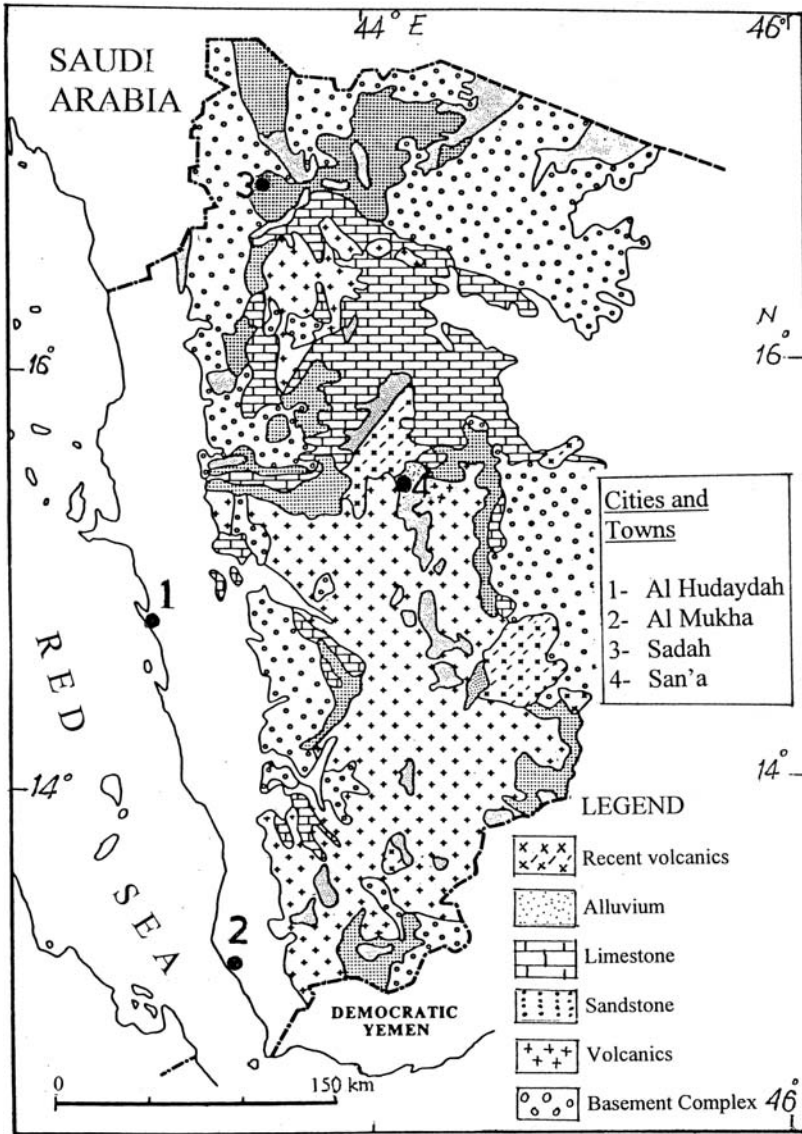 44° E
46°
SAUDI
ARABIA
3
N
16°
16°
4
Cities and
Towns
1- Al Hudaydah
2- Al Mukha
3- Sadah
4- San'a
1
RED SEA
14°
14°
LEGEND
Recent volcanics
Alluvium
Limestone
Sandstone
Volcanics
Basement Complex
2
DEMOCRATIC
YEMEN
0 150 km
46°